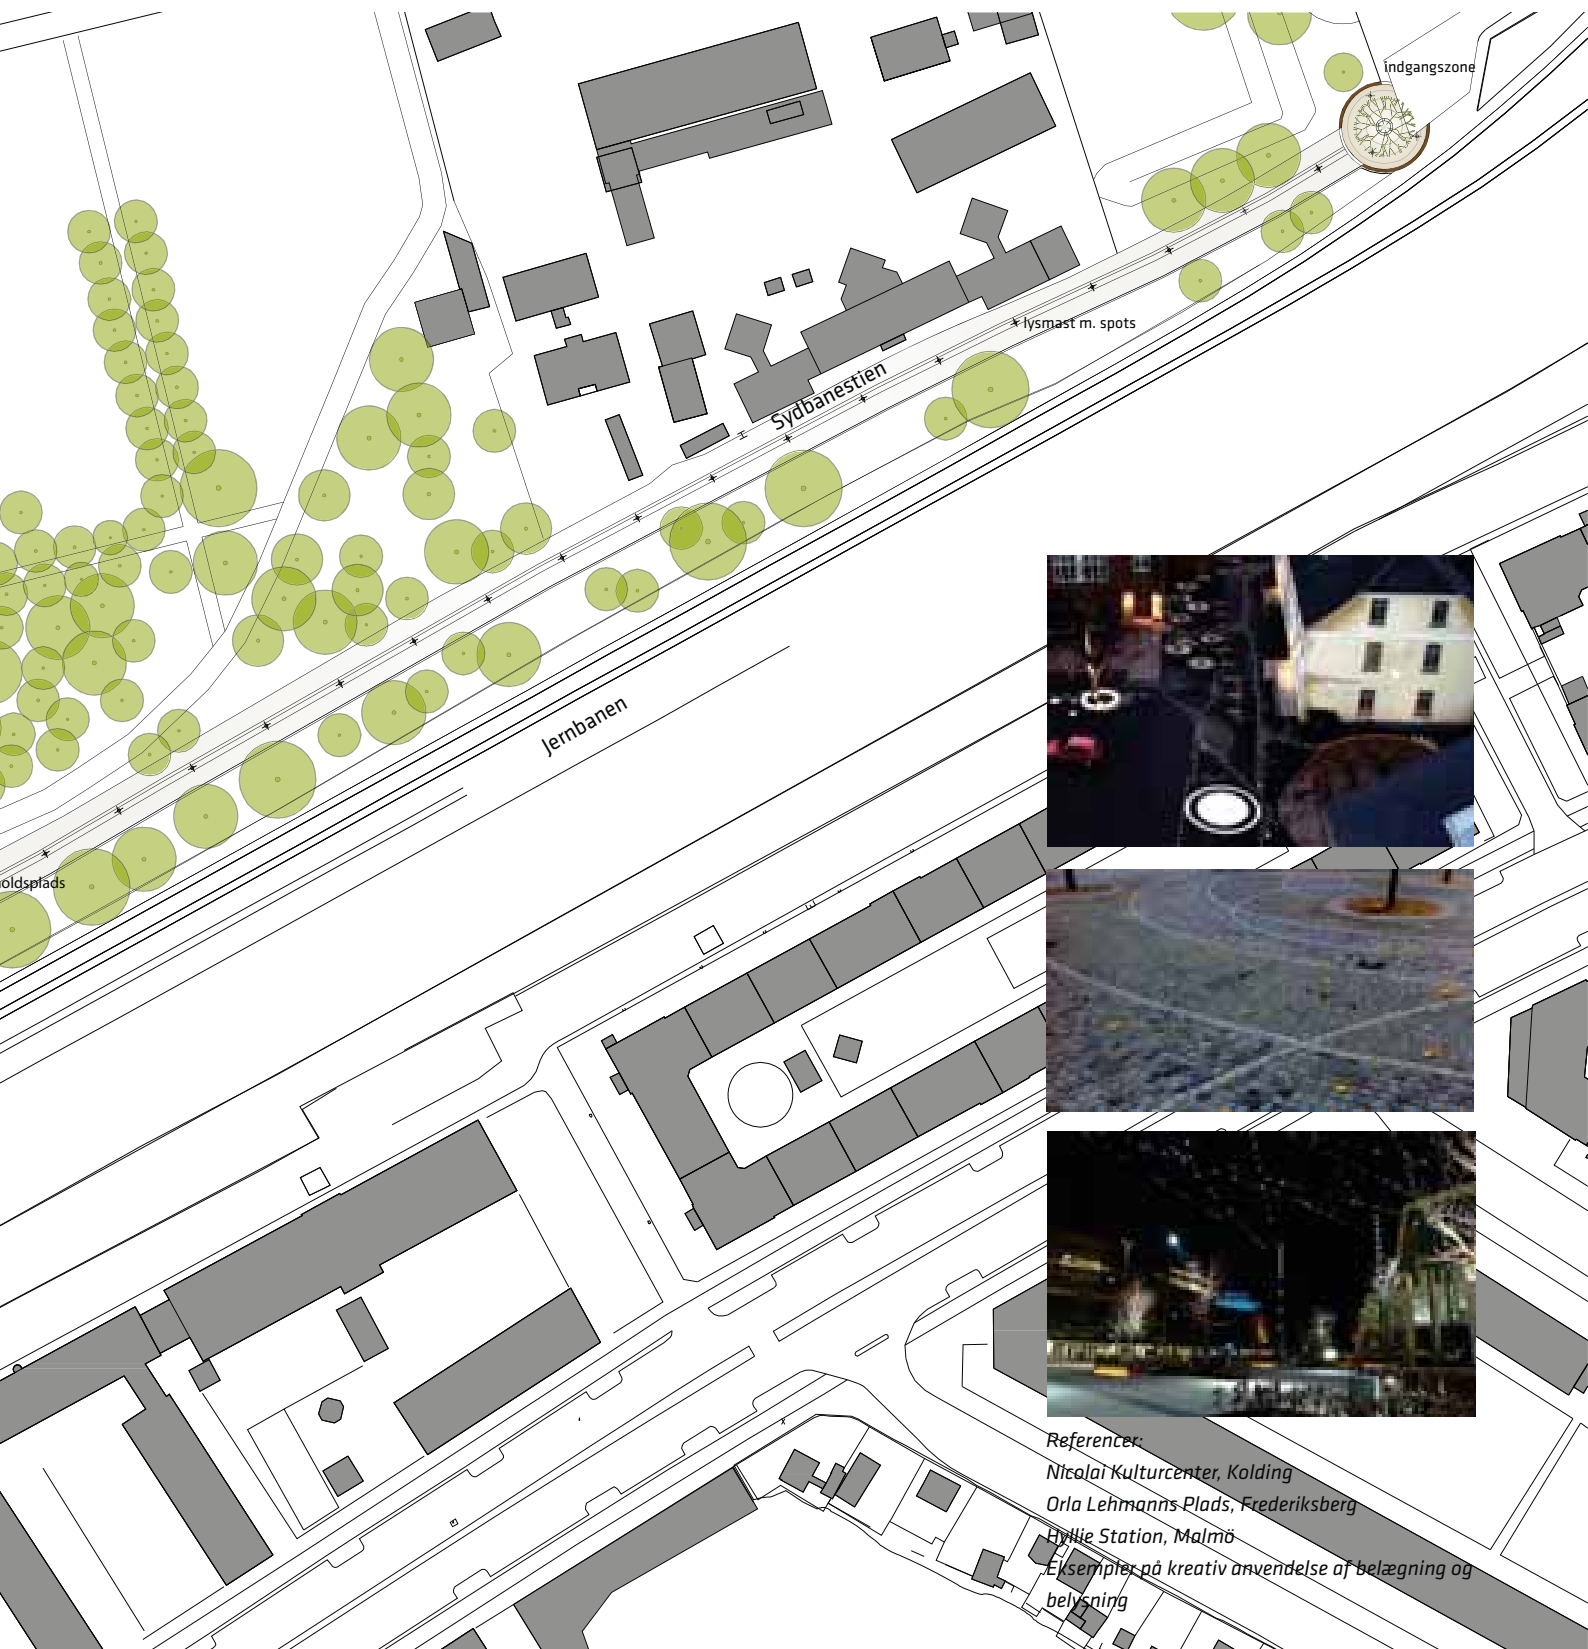 indgangszone
lysmast m. spots
Sydbanestien
Jernbanen
oldsplads
Referencer:
Nicolai Kulturcenter, Kolding
Orla Lehmanns Plads, Frederiksberg
Hyllie Station, Malmö
Eksempler på kreativ anvendelse af belægning og
belysning